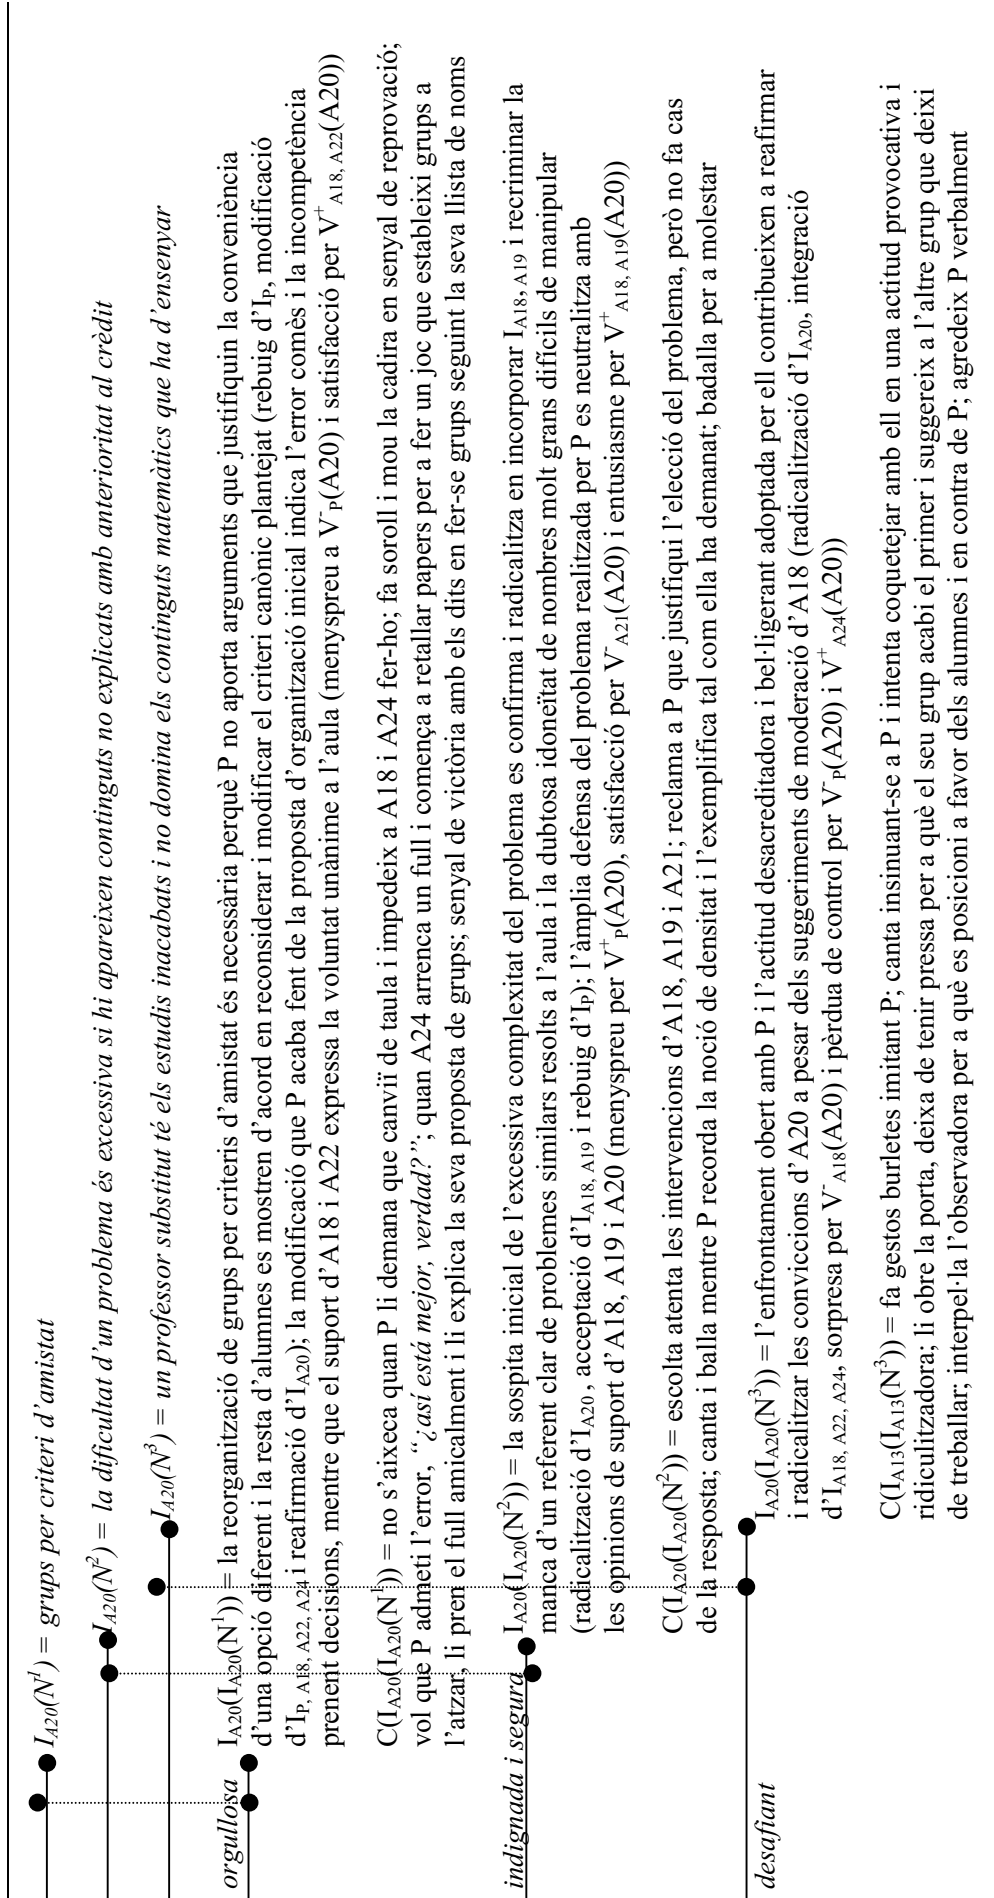 I_A20(N^1) = grups per criteri d'amistat
I_A20(N^2) = la dificultat d'un problema és excessiva si hi apareixen continguts no explicats amb anterioritat al crèdit
I_A20(N^3) = un professor substitut té els estudis inacabats i no domina els continguts matemàtics que ha d'ensenyar
orgullosa
I_A20(I_A20(N^1)) = la reorganització de grups per criteris d'amistat és necessària perquè P no aporta arguments que justifiquin la conveniència
d'una opció diferent i la resta d'alumnes es mostren d'acord en reconsiderar i modificar el criteri canònic plantejat (rebuig d'I_P, modificació
d'I_P, A18, A22, A24 i reafirmació d'I_A20); la modificació que P acaba fent de la proposta d'organització inicial indica l'error comès i la incompetència
prenent decisions, mentre que el suport d'A18 i A22 expressa la voluntat unànime a l'aula (menyspreu a V^-_P(A20) i satisfacció per V^+_A18, A22(A20))
C(I_A20(I_A20(N^1)) = no s'aixeca quan P li demana que canvïi de taula i impedeix a A18 i A24 fer-ho; fa soroll i mou la cadira en senyal de reprovació;
vol que P admeti l'error, "¿así está mejor, verdad?"; quan A24 arrenca un full i comença a retallar papers per a fer un joc que estableixi grups a
l'atzar, li pren el full amicalment i li explica la seva proposta de grups; senyal de victòria amb els dits en fer-se grups seguint la seva llista de noms
indignada i segura
I_A20(I_A20(N^2)) = la sospita inicial de l'excessiva complexitat del problema es confirma i radicalitza en incorporar I_A18, A19 i recriminar la
manca d'un referent clar de problemes similars resolts a l'aula i la dubtosa idoneïtat de nombres molt grans difícils de manipular
(radicalització d'I_A20, acceptació d'I_A18, A19 i rebuig d'I_P); l'àmplia defensa del problema realitzada per P es neutralitza amb
les opinions de suport d'A18, A19 i A20 (menyspreu per V^+_P(A20), satisfacció per V^-_A21(A20) i entusiasme per V^+_A18, A19(A20))
C(I_A20(I_A20(N^2)) = escolta atenta les intervencions d'A18, A19 i A21; reclama a P que justifiqui l'elecció del problema, però no fa cas
de la resposta; canta i balla mentre P recorda la noció de densitat i l'exemplifica tal com ella ha demanat; badalla per a molestar
desafiant
I_A20(I_A20(N^3)) = l'enfrontament obert amb P i l'actitud desacreditadora i bel·ligerant adoptada per ell contribueixen a reafirmar
i radicalitzar les conviccions d'A20 a pesar dels suggeriments de moderació d'A18 (radicalització d'I_A20, integració
d'I_A18, A22, A24, sorpresa per V^-_A18(A20) i pèrdua de control per V^-_P(A20) i V^+_A24(A20))
C(I_A13(I_A13(N^3)) = fa gestos burletes imitant P; canta insinuant-se a P i intenta coquetejar amb ell en una actitud provocativa i
ridiculitzadora; li obre la porta, deixa de tenir pressa per a què el seu grup acabi el primer i suggereix a l'altre grup que deixi
de treballar; interpel·la l'observadora per a què es posicioni a favor dels alumnes i en contra de P; agredeix P verbalment